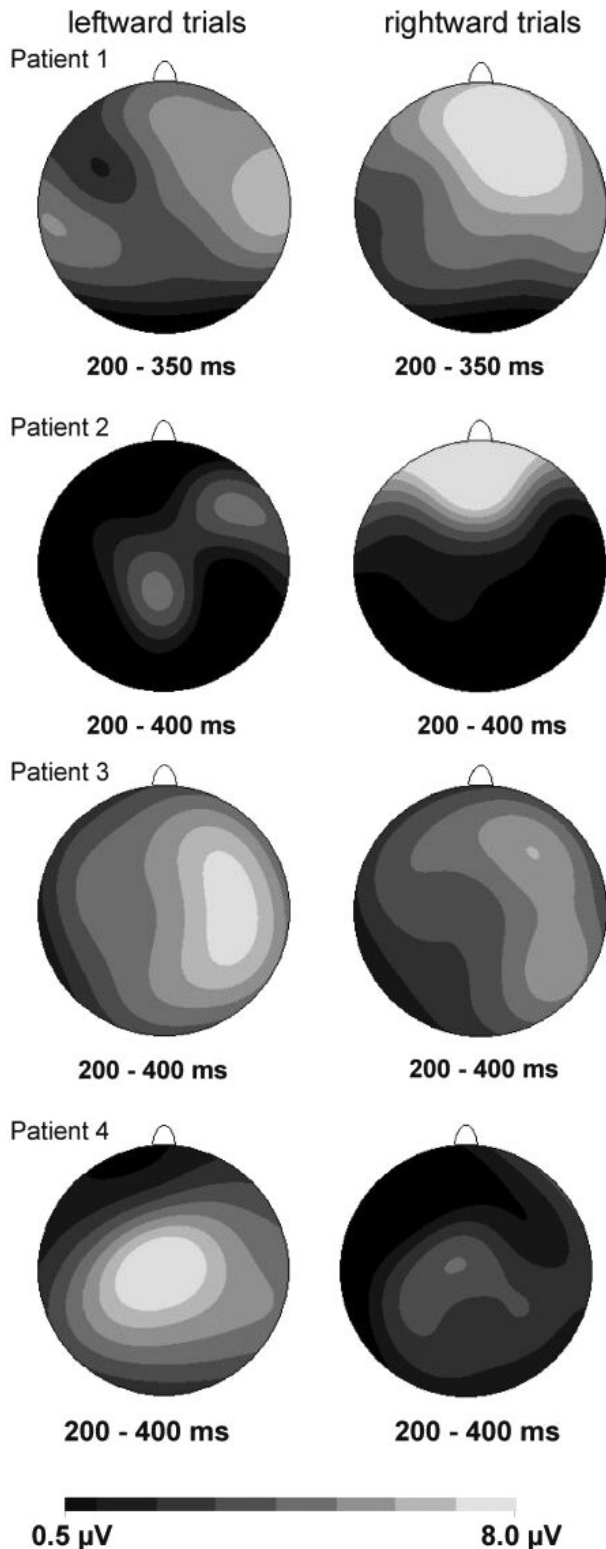 leftward trials rightward trials
Patient 1
200 - 350 ms 200 - 350 ms
Patient 2
200 - 400 ms 200 - 400 ms
Patient 3
200 - 400 ms 200 - 400 ms
Patient 4
200 - 400 ms 200 - 400 ms
0.5 µV 8.0 µV